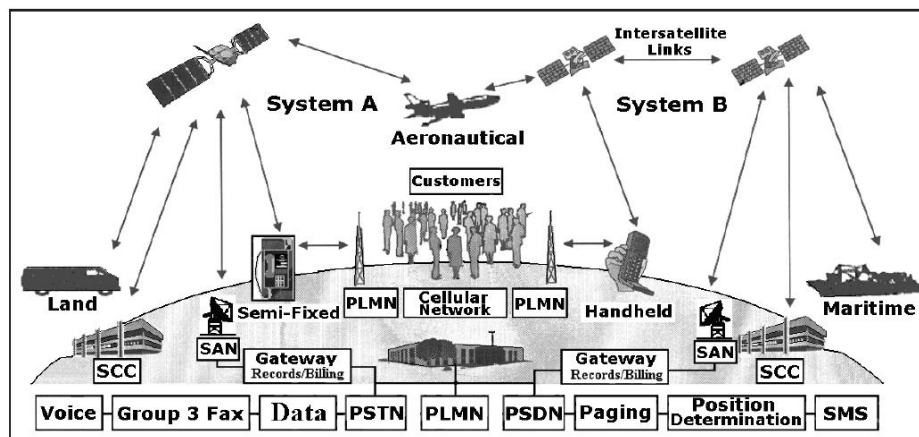 Intersatellite
Links
System A
System B
Aeronautical
Customers
Land
Semi-Fixed
PLMN
Cellular
Network
PLMN
Handheld
Maritime
SAN
SAN
SCC
Gateway
Records/Billing
Gateway
Records/Billing
SCC
Voice
Group 3 Fax
Data
PSTN
PLMN
PSDN
Paging
Position
Determination
SMS